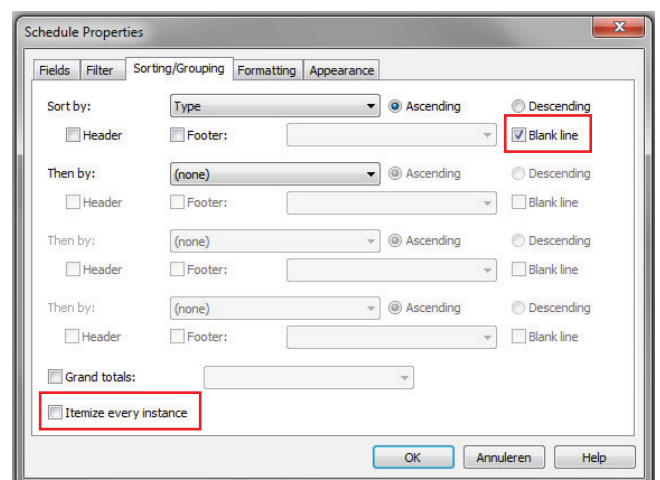 Schedule Properties
Fields Filter Sorting/Grouping Formatting Appearance
Sort by: Type Ascending Descending
Header Footer: Blank line
Then by: (none) Ascending Descending
Header Footer: Blank line
Then by: (none) Ascending Descending
Header Footer: Blank line
Then by: (none) Ascending Descending
Header Footer: Blank line
Grand totals:
Itemize every instance
OK Annuleren Help